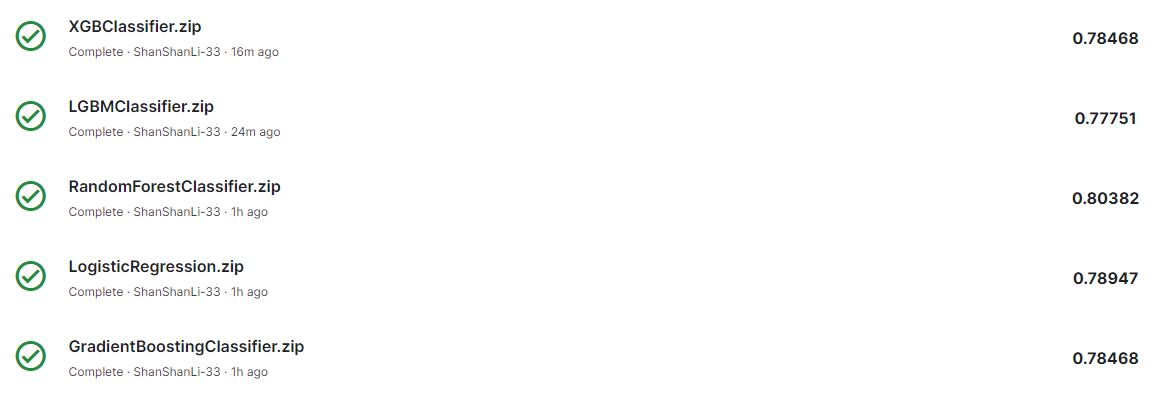 XGBClassifier.zip
Complete · ShanShanLi-33 · 16m ago
0.78468
LGBMClassifier.zip
Complete · ShanShanLi-33 · 24m ago
0.77751
RandomForestClassifier.zip
Complete · ShanShanLi-33 · 1h ago
0.80382
LogisticRegression.zip
Complete · ShanShanLi-33 · 1h ago
0.78947
GradientBoostingClassifier.zip
Complete · ShanShanLi-33 · 1h ago
0.78468